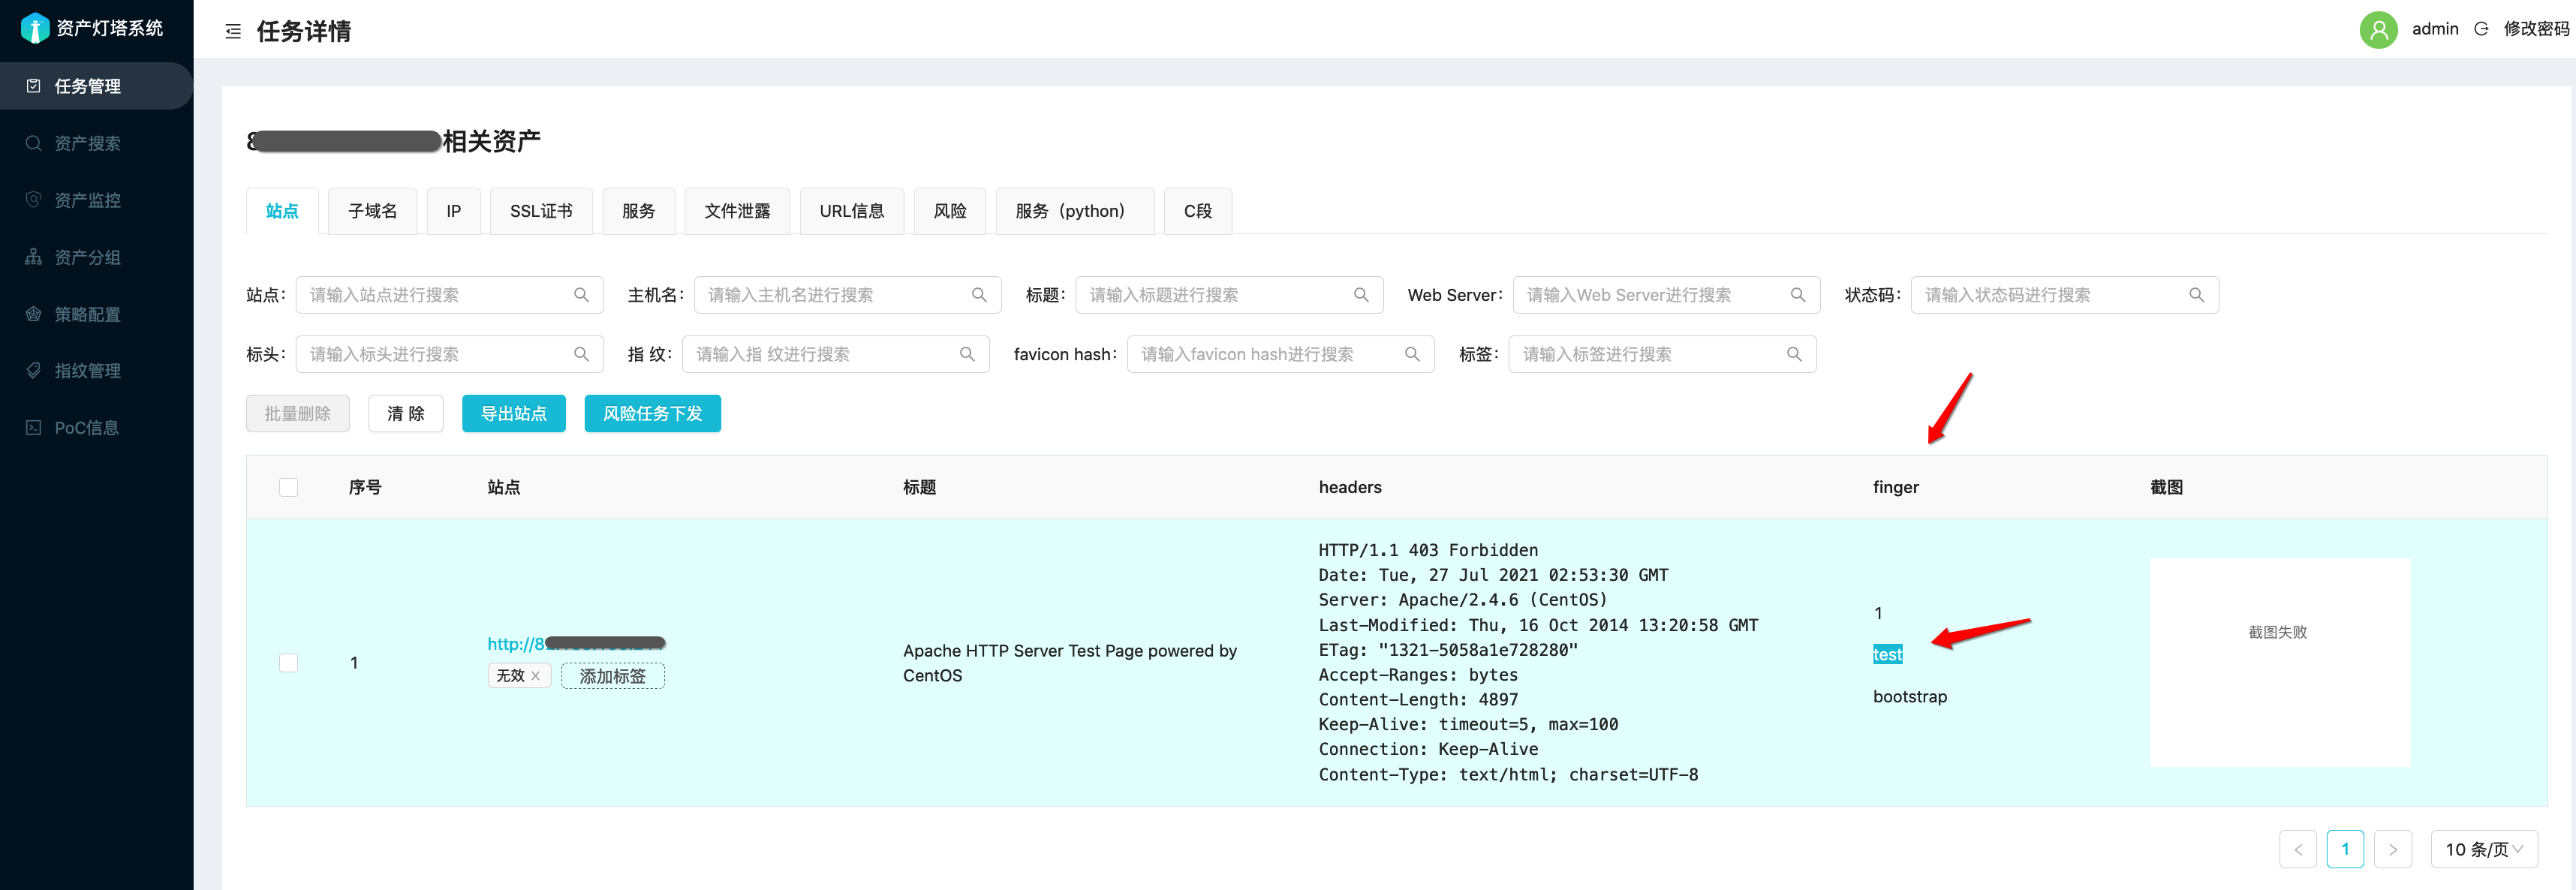 资产灯塔系统
任务详情
admin
修改密码
任务管理
资产搜索
资产监控
资产分组
策略配置
指纹管理
PoC信息
8 相关资产
站点 子域名 IP SSL证书 服务 文件泄露 URL信息 风险 服务（python） C段
站点： 请输入站点进行搜索 主机名： 请输入主机名进行搜索 标题： 请输入标题进行搜索 Web Server： 请输入Web Server进行搜索 状态码： 请输入状态码进行搜索
标头： 请输入标头进行搜索 指 纹： 请输入指 纹进行搜索 favicon hash： 请输入favicon hash进行搜索 标签： 请输入标签进行搜索
批量删除 清 除 导出站点 风险任务下发
序号 站点 标题 headers finger 截图
1
http://8
无效
添加标签
Apache HTTP Server Test Page powered by
CentOS
HTTP/1.1 403 Forbidden
Date: Tue, 27 Jul 2021 02:53:30 GMT
Server: Apache/2.4.6 (CentOS)
Last-Modified: Thu, 16 Oct 2014 13:20:58 GMT
ETag: "1321-5058a1e728280"
Accept-Ranges: bytes
Content-Length: 4897
Keep-Alive: timeout=5, max=100
Connection: Keep-Alive
Content-Type: text/html; charset=UTF-8
1
test
bootstrap
截图失败
1
10 条/页